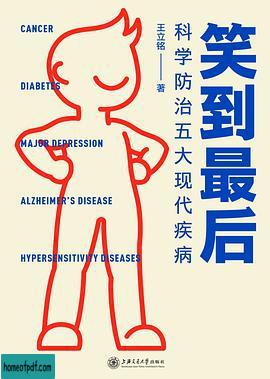 CANCER
DIABETES
MAJOR DEPRESSION
ALZHEIMER'S DISEASE
HYPERSENSITIVITY DISEASES
笑到最后
科学防治五大现代疾病
王立铭——著
上海交通大学出版社
homeofpdf.com